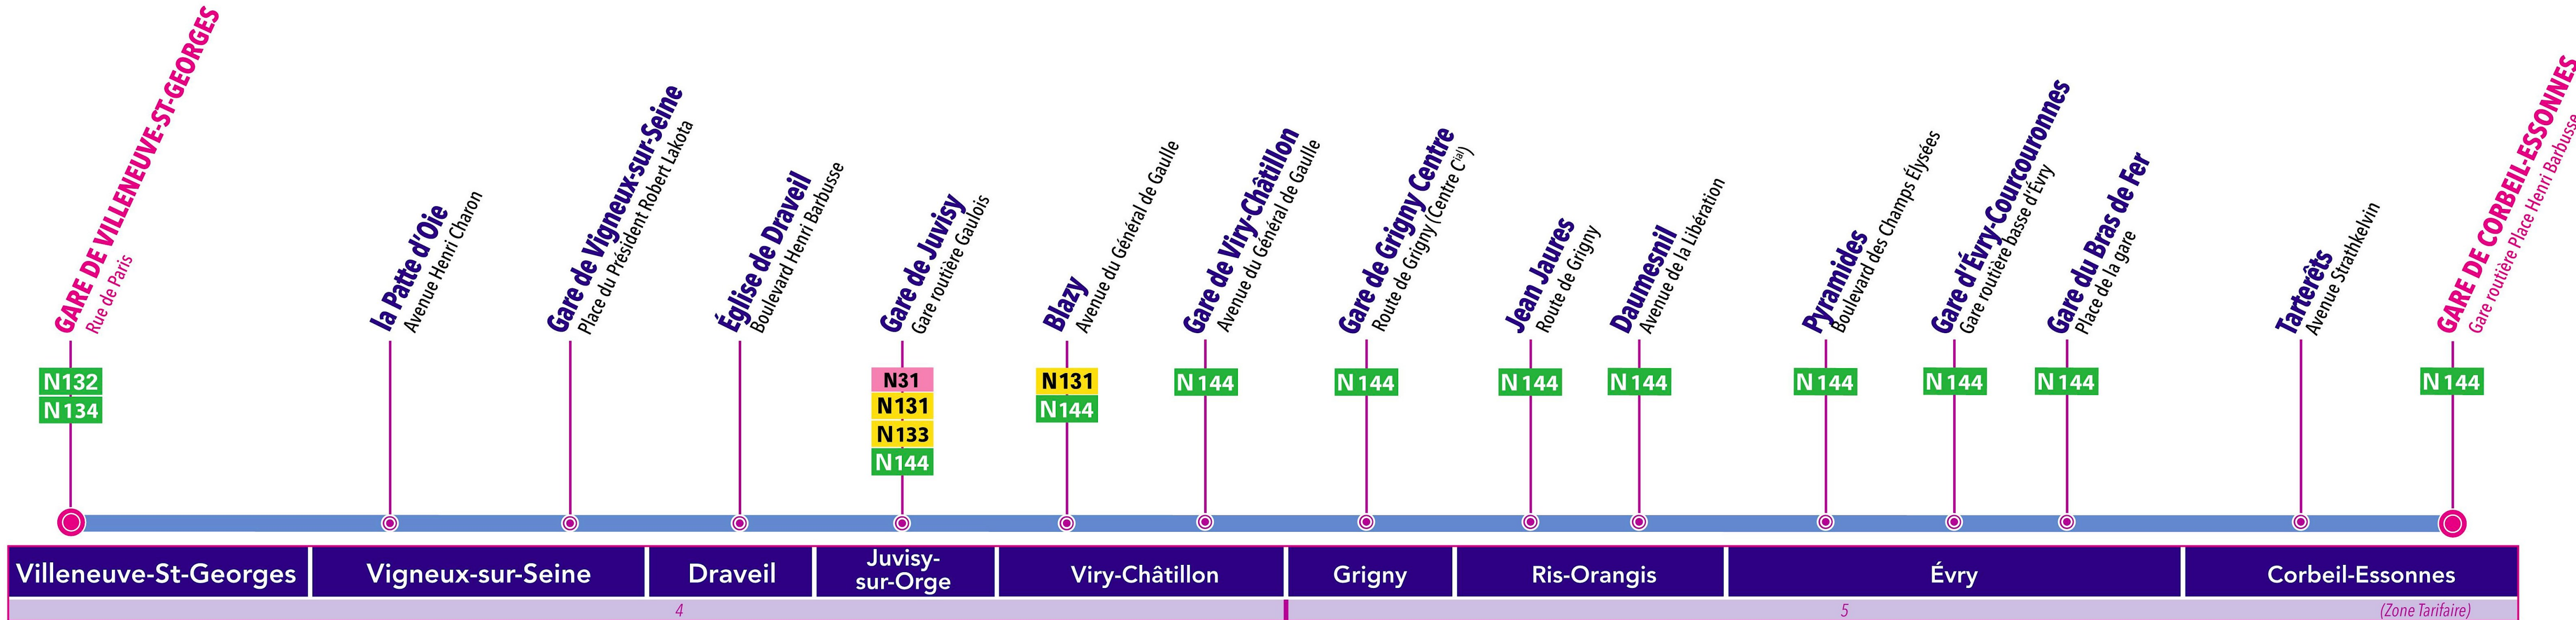 GARE DE VILLENEUVE-ST-GEORGES
Rue de Paris
la Patte d'Oie
Avenue Henri Charon
Gare de Vigneux-sur-Seine
Place du Président Robert Lakota
Église de Draveil
Boulevard Henri Barbusse
Gare de Juvisy
Gare routière Gaulois
Blazy
Avenue du Général de Gaulle
Gare de Viry-Châtillon
Avenue du Général de Gaulle
Gare de Grigny Centre
Route de Grigny (Centre Cial)
Jean Jaures
Route de Grigny
Daumesnil
Avenue de la Libération
Pyramides
Boulevard des Champs Élysées
Gare d'Évry-Courcouronnes
Gare routière basse d'Évry
Gare du Bras de Fer
Place de la gare
Tarterêts
Avenue Strathkelvin
GARE DE CORBEIL-ESSONNES
Gare routière Place Henri Barbusse
N132
N134
N31
N131
N133
N144
N131
N144
N144
N144
N144
N144
N144
N144
N144
N144
Villeneuve-St-Georges
Vigneux-sur-Seine
Draveil
Juvisy-
sur-Orge
Viry-Châtillon
Grigny
Ris-Orangis
Évry
Corbeil-Essonnes
4
5
(Zone Tarifaire)